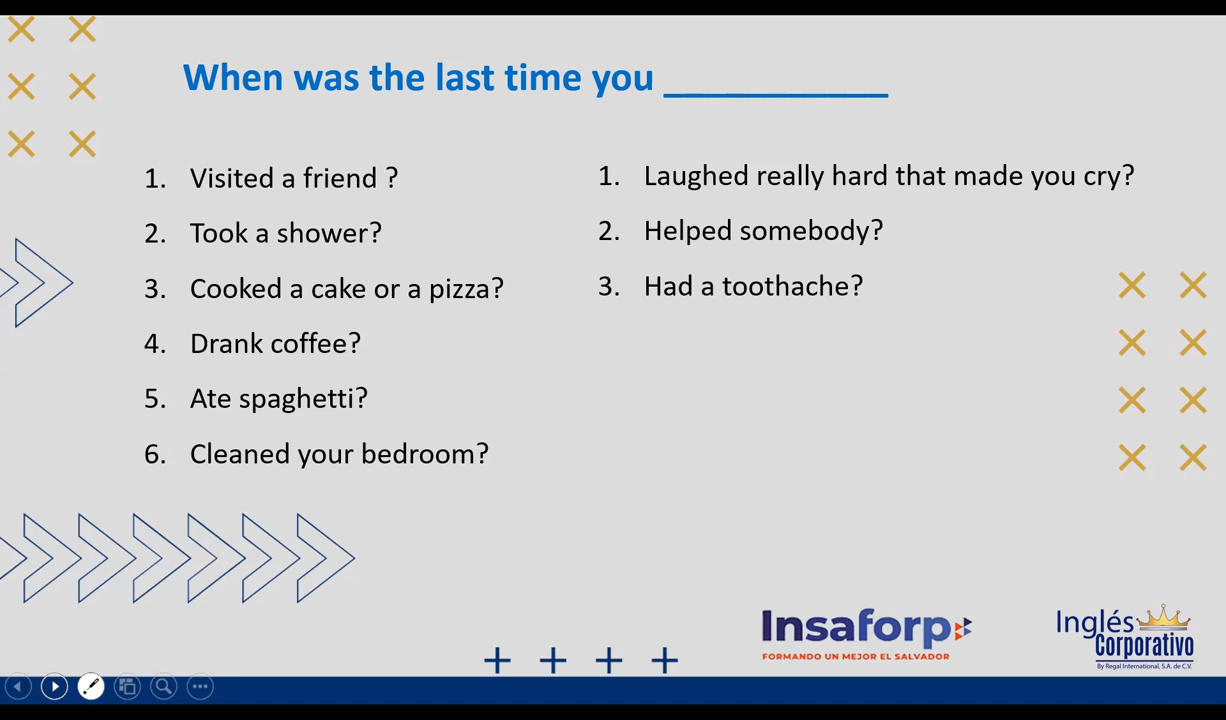 When was the last time you ___________
1. Visited a friend ?
2. Took a shower?
3. Cooked a cake or a pizza?
4. Drank coffee?
5. Ate spaghetti?
6. Cleaned your bedroom?
1. Laughed really hard that made you cry?
2. Helped somebody?
3. Had a toothache?
Insaforp
FORMANDO UN MEJOR EL SALVADOR
Inglés
Corporativo
By Regal International, S.A. de C.V.